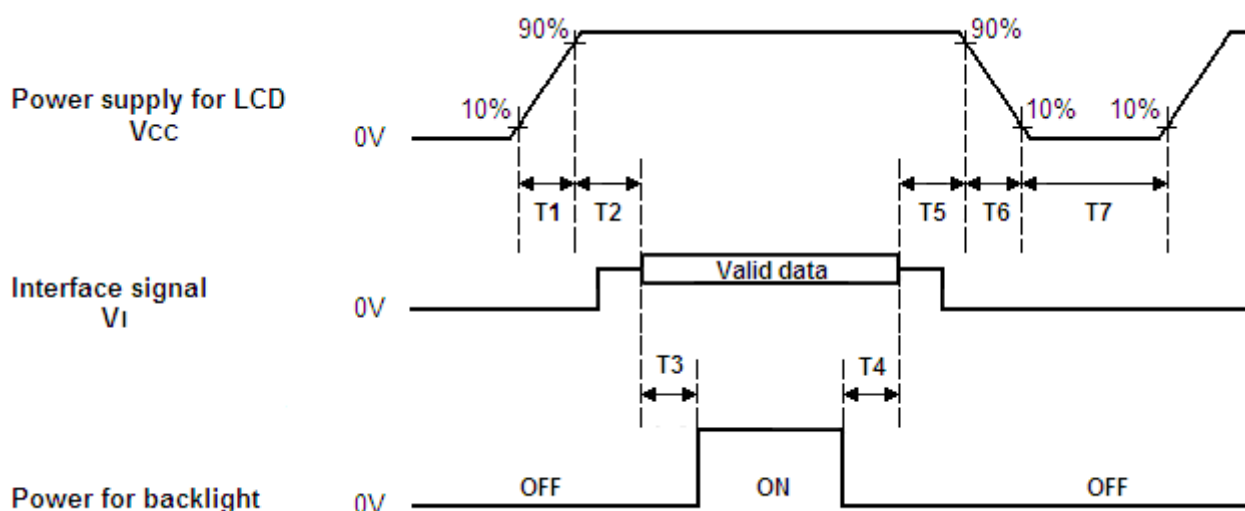 90% 90%
Power supply for LCD
VCC
10% 10% 10%
0V
T1 T2 T5 T6 T7
Valid data
Interface signal
VI
0V
T3 T4
OFF ON OFF
Power for backlight
0V